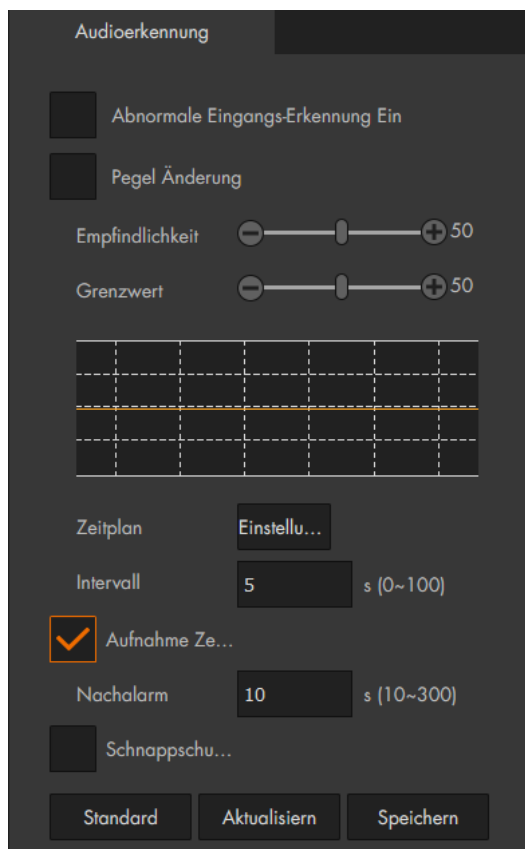 Audioerkennung
Abnormale Eingangs-Erkennung Ein
Pegel Änderung
Empfindlichkeit 50
Grenzwert 50
Zeitplan Einstellu...
Intervall 5 s (0~100)
Aufnahme Ze...
Nachalarm 10 s (10~300)
Schnappschu...
Standard Aktualisiern Speichern